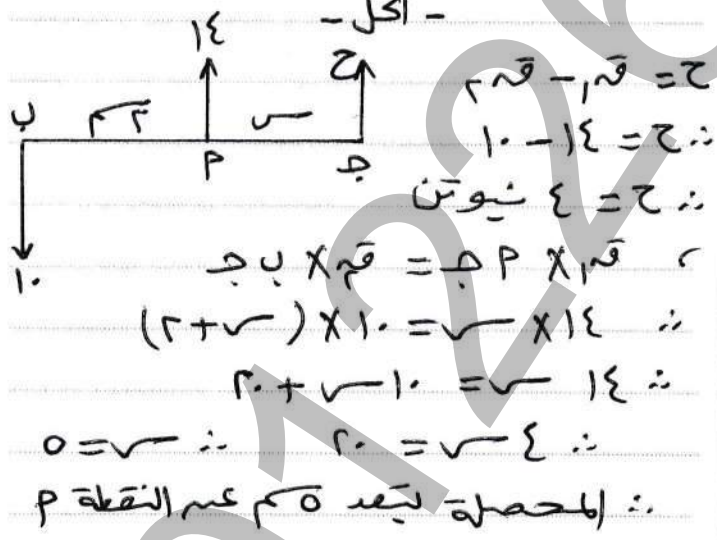 - الحل -
١٤
ح
ب
٢ سم
س
م
جـ
١٠
ح = ق١ - ق٢
∴ ح = ١٤ - ١٠
∴ ح = ٤ نيوتن
، ق١ × م جـ = ق٢ × ب جـ
∴ ١٤ × س = ١٠ × (س + ٢)
∴ ١٤ س = ١٠ س + ٢٠
∴ ٤ س = ٢٠ ∴ س = ٥
∴ المحصلة تبعد ٥ سم عن النقطة م